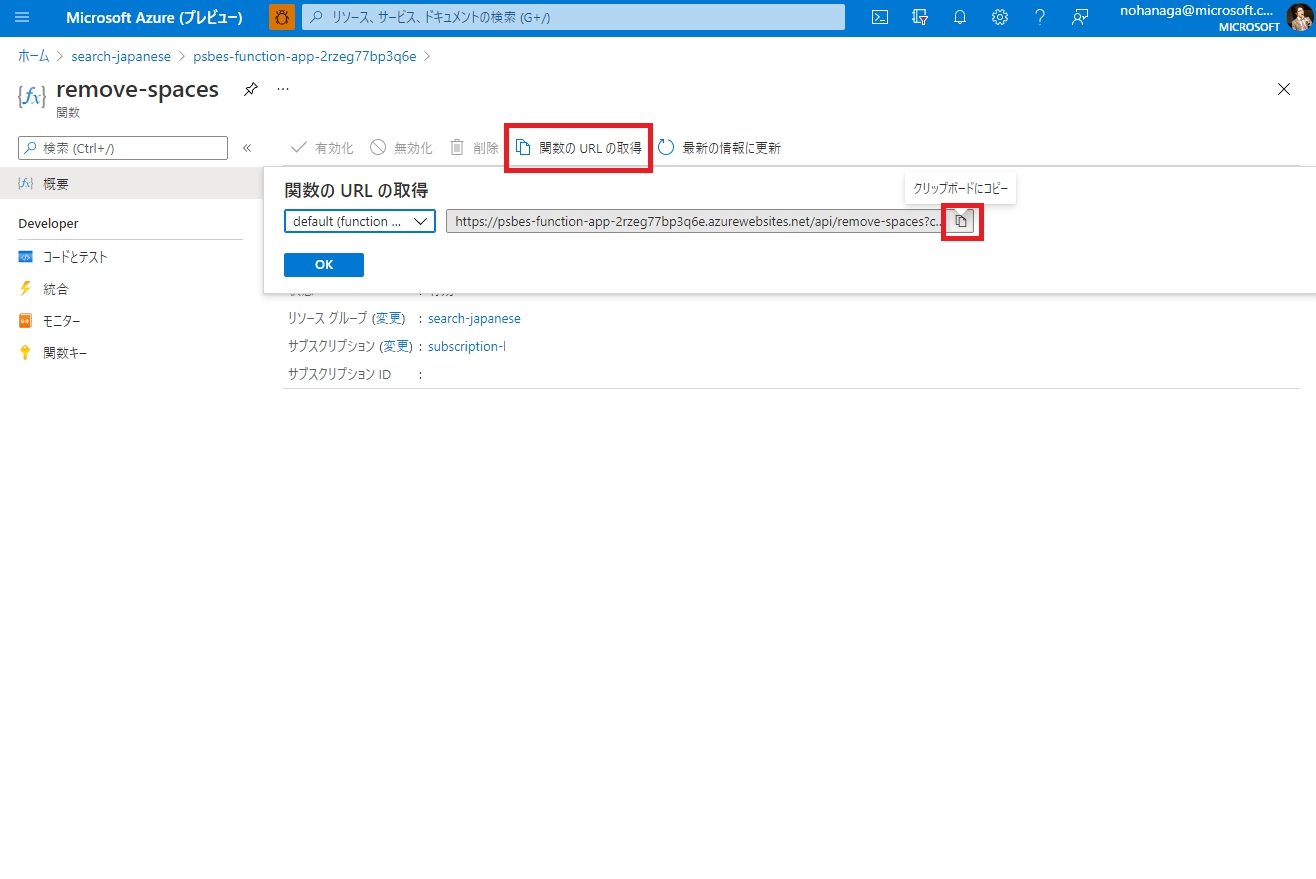 Microsoft Azure (プレビュー)
リソース、サービス、ドキュメントの検索 (G+/)
nohanaga@microsoft.c...
MICROSOFT
ホーム > search-japanese > psbes-function-app-2rzeg77bp3q6e >
remove-spaces
関数
検索 (Ctrl+/)
有効化
無効化
削除
関数の URL の取得
最新の情報に更新
概要
Developer
コードとテスト
統合
モニター
関数キー
関数の URL の取得
クリップボードにコピー
default (function ...
https://psbes-function-app-2rzeg77bp3q6e.azurewebsites.net/api/remove-spaces?c...
OK
リソース グループ (変更) : search-japanese
サブスクリプション (変更) : subscription-l
サブスクリプション ID :